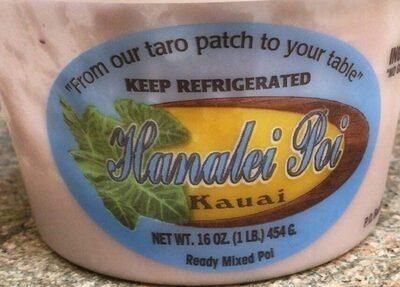 "From our taro patch to your table"
KEEP REFRIGERATED
Hanalei Poi®
Kauai
NET WT. 16 OZ. (1 LB.) 454 G.
Ready Mixed Poi